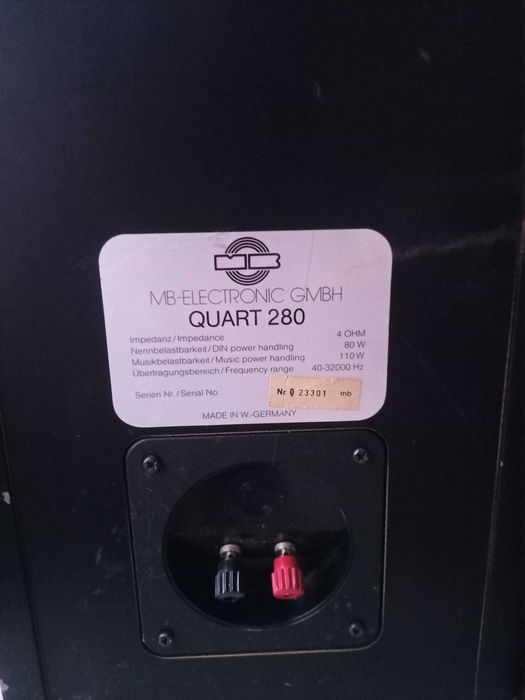 MB
MB-ELECTRONIC GMBH
QUART 280
Impedanz/Impedance 4 OHM
Nennbelastbarkeit/DIN power handling 80 W
Musikbelastbarkeit/Music power handling 110 W
Übertragungsbereich/Frequency range 40-32000 Hz
Serien Nr./Serial No. Nr. Q 23301 mb
MADE IN W.-GERMANY